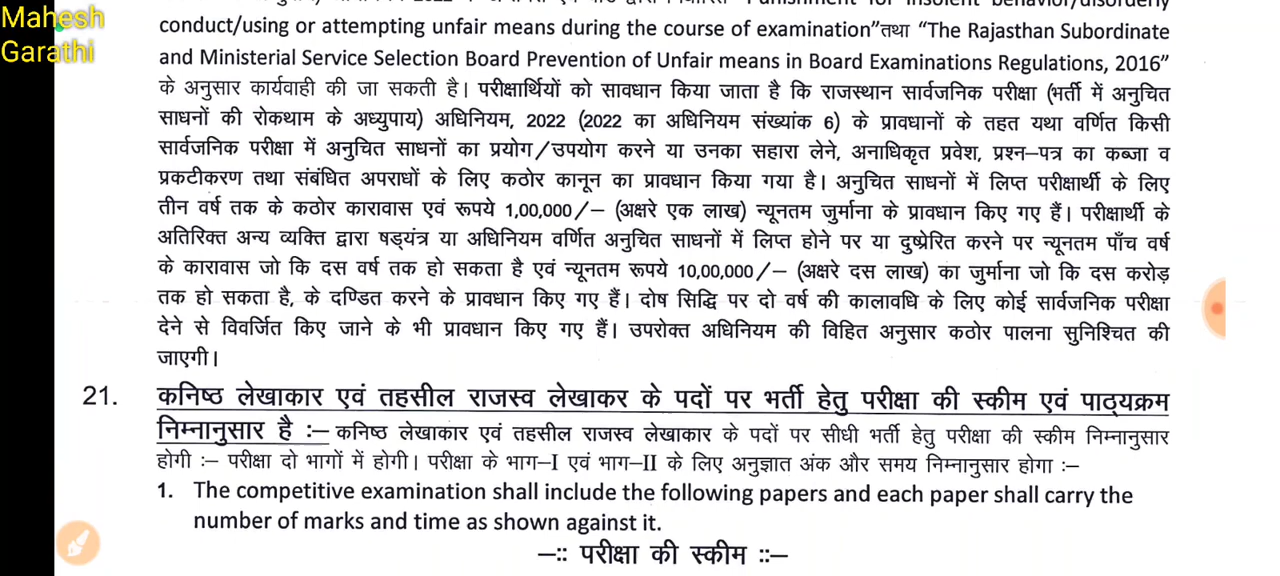 Mahesh
Garathi
conduct/using or attempting unfair means during the course of examination”तथा “The Rajasthan Subordinate
and Ministerial Service Selection Board Prevention of Unfair means in Board Examinations Regulations, 2016”
के अनुसार कार्यवाही की जा सकती है। परीक्षार्थियों को सावधान किया जाता है कि राजस्थान सार्वजनिक परीक्षा (भर्ती में अनुचित
साधनों की रोकथाम के अध्युपाय) अधिनियम, 2022 (2022 का अधिनियम संख्यांक 6) के प्रावधानों के तहत यथा वर्णित किसी
सार्वजनिक परीक्षा में अनुचित साधनों का प्रयोग/उपयोग करने या उनका सहारा लेने, अनाधिकृत प्रवेश, प्रश्न–पत्र का कब्जा व
प्रकटीकरण तथा संबंधित अपराधों के लिए कठोर कानून का प्रावधान किया गया है। अनुचित साधनों में लिप्त परीक्षार्थी के लिए
तीन वर्ष तक के कठोर कारावास एवं रूपये 1,00,000/– (अक्षरे एक लाख) न्यूनतम जुर्माना के प्रावधान किए गए हैं। परीक्षार्थी के
अतिरिक्त अन्य व्यक्ति द्वारा षड्यंत्र या अधिनियम वर्णित अनुचित साधनों में लिप्त होने पर या दुष्प्रेरित करने पर न्यूनतम पाँच वर्ष
के कारावास जो कि दस वर्ष तक हो सकता है एवं न्यूनतम रूपये 10,00,000/– (अक्षरे दस लाख) का जुर्माना जो कि दस करोड़
तक हो सकता है, के दण्डित करने के प्रावधान किए गए हैं। दोष सिद्धि पर दो वर्ष की कालावधि के लिए कोई सार्वजनिक परीक्षा
देने से विवर्जित किए जाने के भी प्रावधान किए गए हैं। उपरोक्त अधिनियम की विहित अनुसार कठोर पालना सुनिश्चित की
जाएगी।
21. कनिष्ठ लेखाकार एवं तहसील राजस्व लेखाकर के पदों पर भर्ती हेतु परीक्षा की स्कीम एवं पाठ्यक्रम
निम्नानुसार है :– कनिष्ठ लेखाकार एवं तहसील राजस्व लेखाकार के पदों पर सीधी भर्ती हेतु परीक्षा की स्कीम निम्नानुसार
होगी :– परीक्षा दो भागों में होगी। परीक्षा के भाग–I एवं भाग–II के लिए अनुज्ञात अंक और समय निम्नानुसार होगा :–
1. The competitive examination shall include the following papers and each paper shall carry the
number of marks and time as shown against it.
–:: परीक्षा की स्कीम ::–